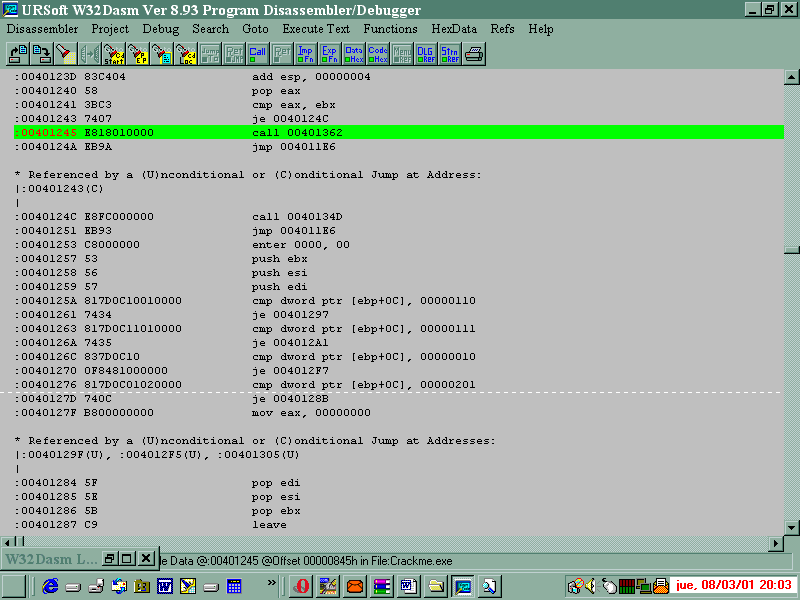 URSoft W32Dasm Ver 8.93 Program Disassembler/Debugger
Disassembler Project Debug Search Goto Execute Text Functions HexData Refs Help
:0040123D 83C404 add esp, 00000004
:00401240 58 pop eax
:00401241 3BC3 cmp eax, ebx
:00401243 7407 je 0040124C
:00401245 E818010000 call 00401362
:0040124A EB9A jmp 004011E6
* Referenced by a (U)nconditional or (C)onditional Jump at Address:
|:00401243(C)
|
:0040124C E8FC000000 call 0040134D
:00401251 EB93 jmp 004011E6
:00401253 C8000000 enter 0000, 00
:00401257 53 push ebx
:00401258 56 push esi
:00401259 57 push edi
:0040125A 817D0C10010000 cmp dword ptr [ebp+0C], 00000110
:00401261 7434 je 00401297
:00401263 817D0C11010000 cmp dword ptr [ebp+0C], 00000111
:0040126A 7435 je 004012A1
:0040126C 837D0C10 cmp dword ptr [ebp+0C], 00000010
:00401270 0F8481000000 je 004012F7
:00401276 817D0C01020000 cmp dword ptr [ebp+0C], 00000201
:0040127D 740C je 0040128B
:0040127F B800000000 mov eax, 00000000
* Referenced by a (U)nconditional or (C)onditional Jump at Addresses:
|:0040129F(U), :004012F5(U), :00401305(U)
|
:00401284 5F pop edi
:00401285 5E pop esi
:00401286 5B pop ebx
:00401287 C9 leave
W32Dasm L... le Data @:00401245 @Offset 00000845h in File:Crackme.exe
jue, 08/03/01 20:03